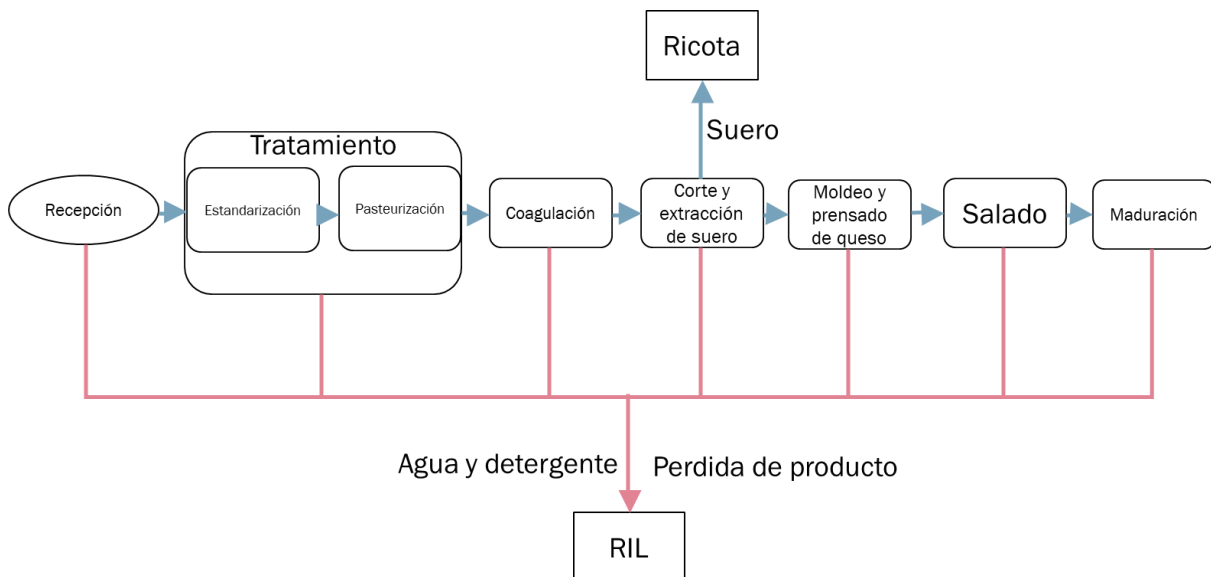 Ricota
Suero
Tratamiento
Recepción
Estandarización
Pasteurización
Coagulación
Corte y
extracción
de suero
Moldeo y
prensado
de queso
Salado
Maduración
Agua y detergente
Perdida de producto
RIL